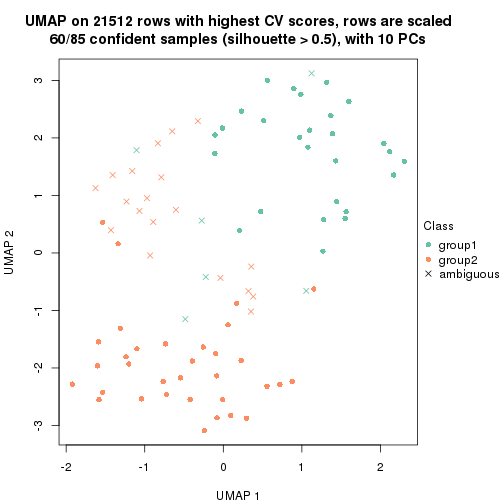 UMAP on 21512 rows with highest CV scores, rows are scaled
60/85 confident samples (silhouette > 0.5), with 10 PCs
3
2
1
0
-1
-2
-3
UMAP 2
-2
-1
0
1
2
UMAP 1
Class
group1
group2
ambiguous